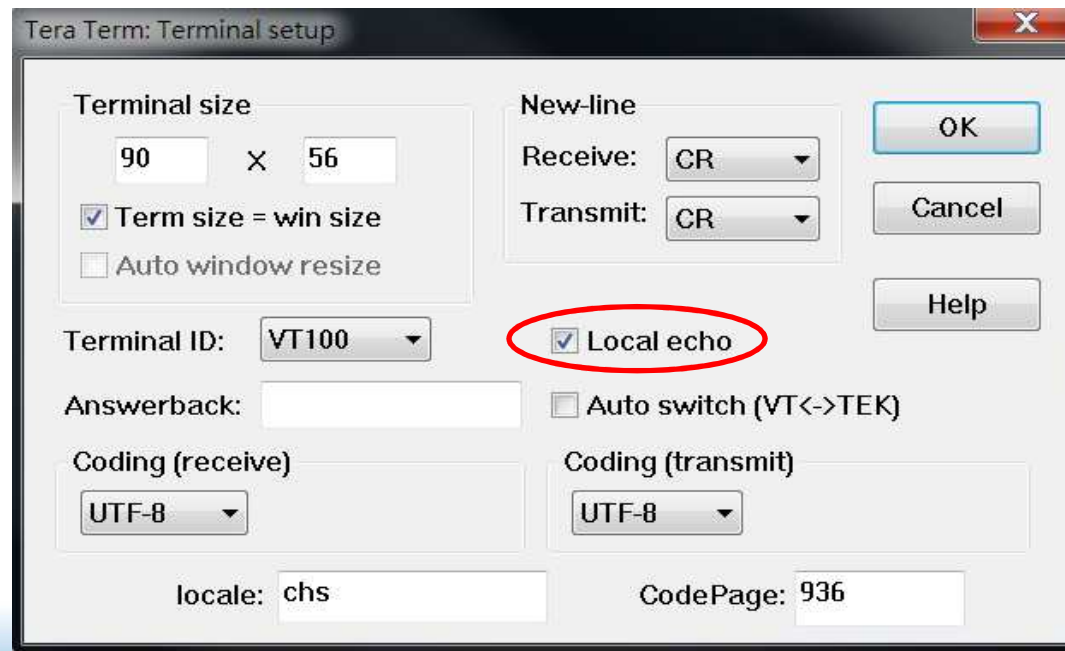 Tera Term: Terminal setup
Terminal size
90 X 56
Term size = win size
Auto window resize
New-line
Receive: CR
Transmit: CR
OK
Cancel
Help
Terminal ID: VT100
Local echo
Answerback:
Auto switch (VT<->TEK)
Coding (receive)
UTF-8
Coding (transmit)
UTF-8
locale: chs
CodePage: 936